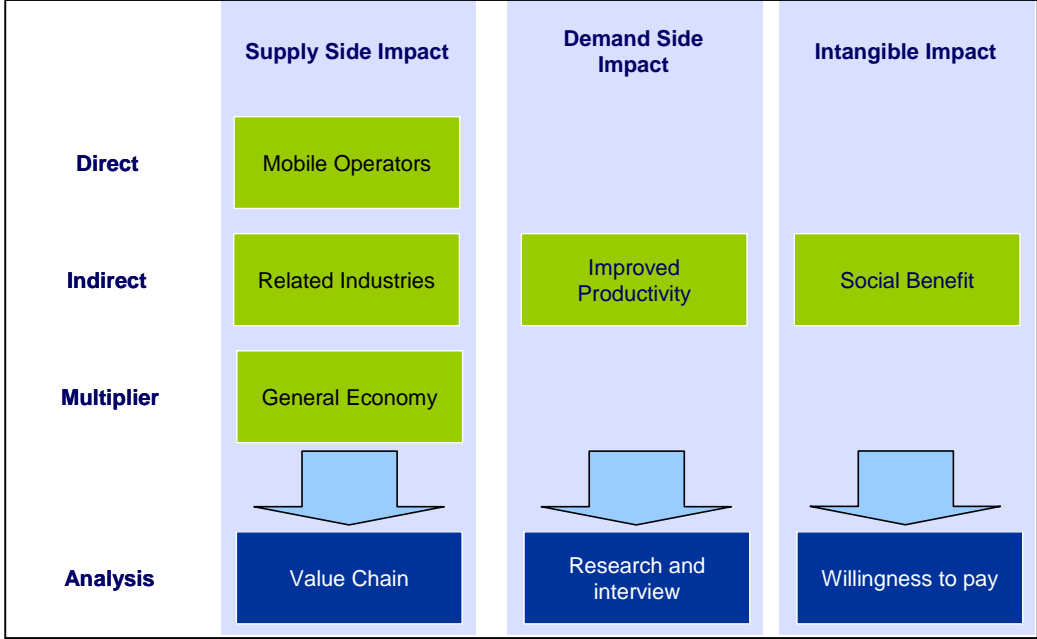 Supply Side Impact
Demand Side
Impact
Intangible Impact
Direct
Mobile Operators
Indirect
Related Industries
Improved
Productivity
Social Benefit
Multiplier
General Economy
Analysis
Value Chain
Research and
interview
Willingness to pay